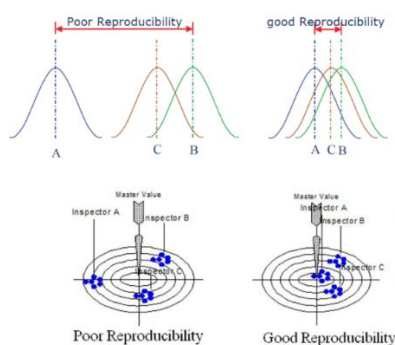 Poor Reproducibility
good Reproducibility
A
C
B
A
C
B
Master Value
Inspector A
Inspector B
Inspector C
Poor Reproducibility
Master Value
Inspector A
Inspector B
Inspector C
Good Reproducibility